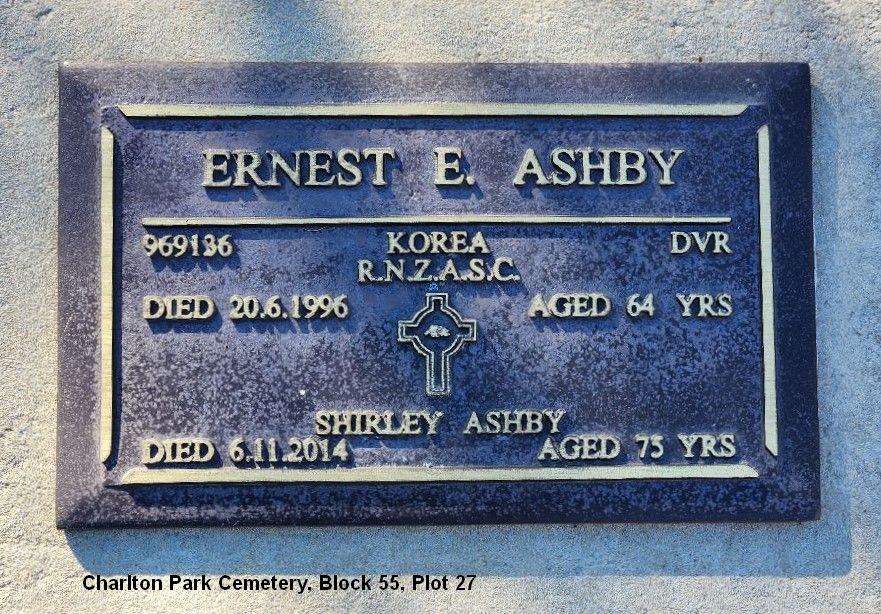 ERNEST E. ASHBY
969136 KOREA DVR
R.N.Z.A.S.C.
DIED 20.6.1996 AGED 64 YRS
SHIRLEY ASHBY
DIED 6.11.2014 AGED 75 YRS
Charlton Park Cemetery, Block 55, Plot 27